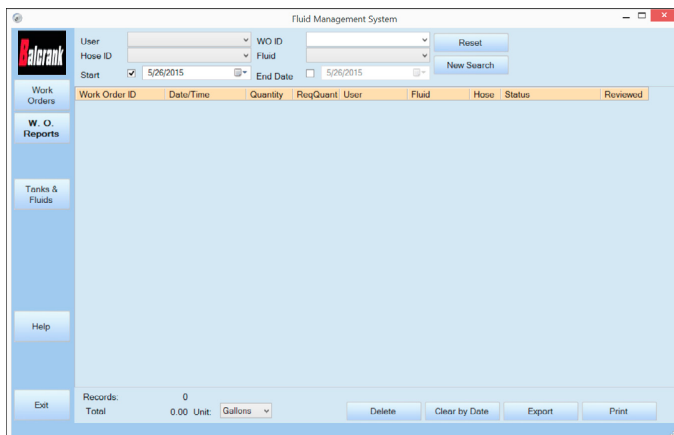 Fluid Management System
Balcrank
User
WO ID
Reset
Hose ID
Fluid
New Search
Start
5/26/2015
End Date
5/26/2015
Work Orders
W. O. Reports
Tanks & Fluids
Help
Exit
Work Order ID Date/Time Quantity ReqQuant User Fluid Hose Status Reviewed
Records: 0
Total 0.00 Unit: Gallons
Delete Clear by Date Export Print